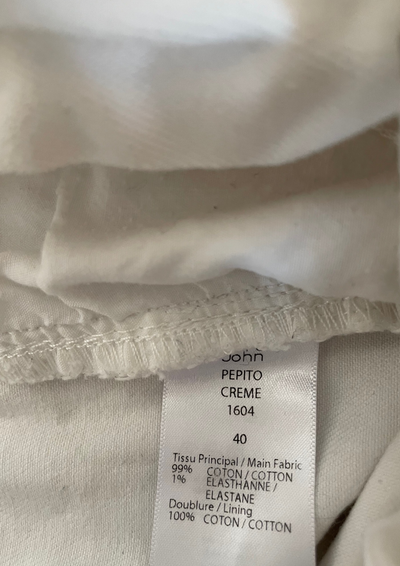 John
PEPITO
CREME
1604
40
Tissu Principal / Main Fabric
99% COTON / COTTON
1% ELASTHANNE /
ELASTANE
Doublure / Lining
100% COTON / COTTON